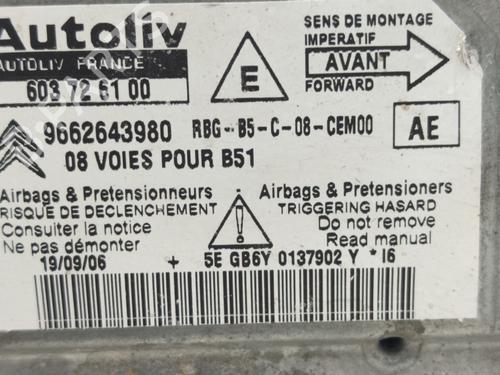 Autoliv
AUTOLIV FRANCE
603 72 61 00
SENS DE MONTAGE
IMPERATIF
AVANT
FORWARD
E
9662643980 RBG-B5-C-08-CEM00
AE
08 VOIES POUR B51
Airbags & Pretensionneurs
RISQUE DE DECLENCHEMENT
Consulter la notice
Ne pas démonter
Airbags & Pretensioners
TRIGGERING HASARD
Do not remove
Read manual
19/09/06 + 5E GB6Y 0137902 Y * I6